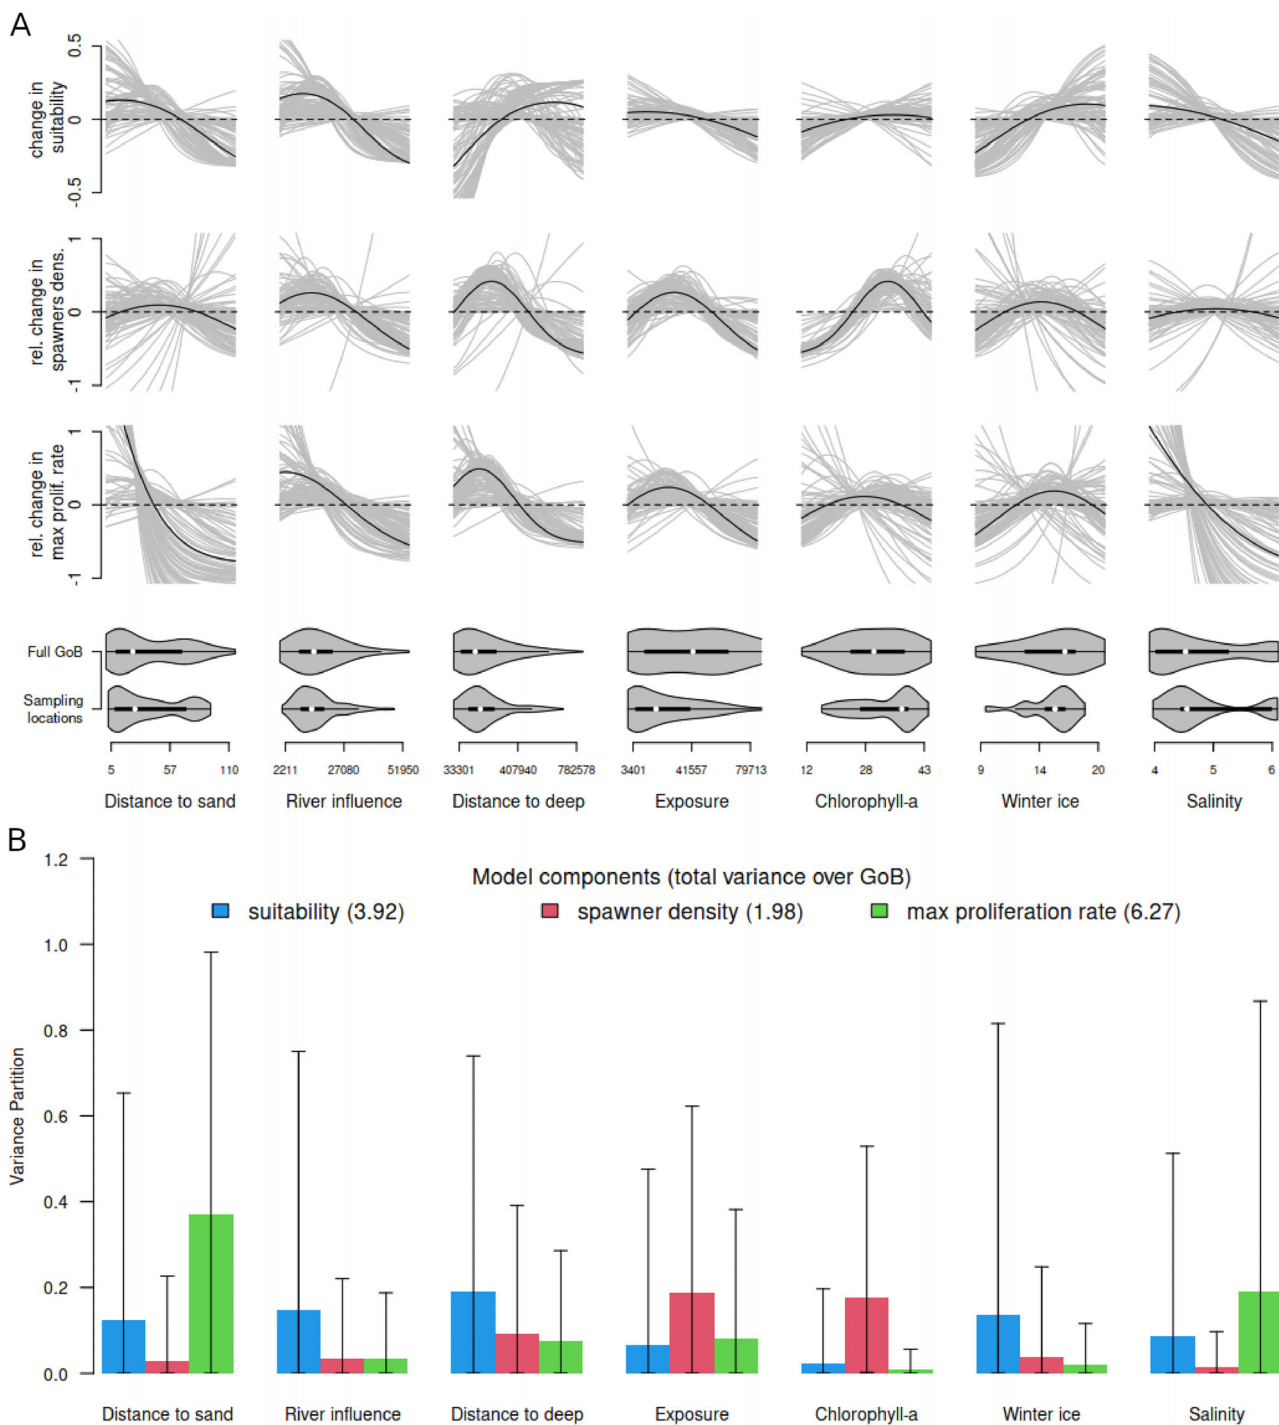 A
change in
suitability
0.5
0
-0.5
rel. change in
spawners dens.
1
0
-1
rel. change in
max prolif. rate
1
0
-1
Full GoB
Sampling
locations
5 57 110 2211 27080 51950 33301 407940 782578 3401 41557 79713 12 28 43 9 14 20 4 5 6
Distance to sand River influence Distance to deep Exposure Chlorophyll-a Winter ice Salinity
B
Variance Partition
1.2
1.0
0.8
0.6
0.4
0.2
0.0
Model components (total variance over GoB)
suitability (3.92) spawner density (1.98) max proliferation rate (6.27)
Distance to sand River influence Distance to deep Exposure Chlorophyll-a Winter ice Salinity